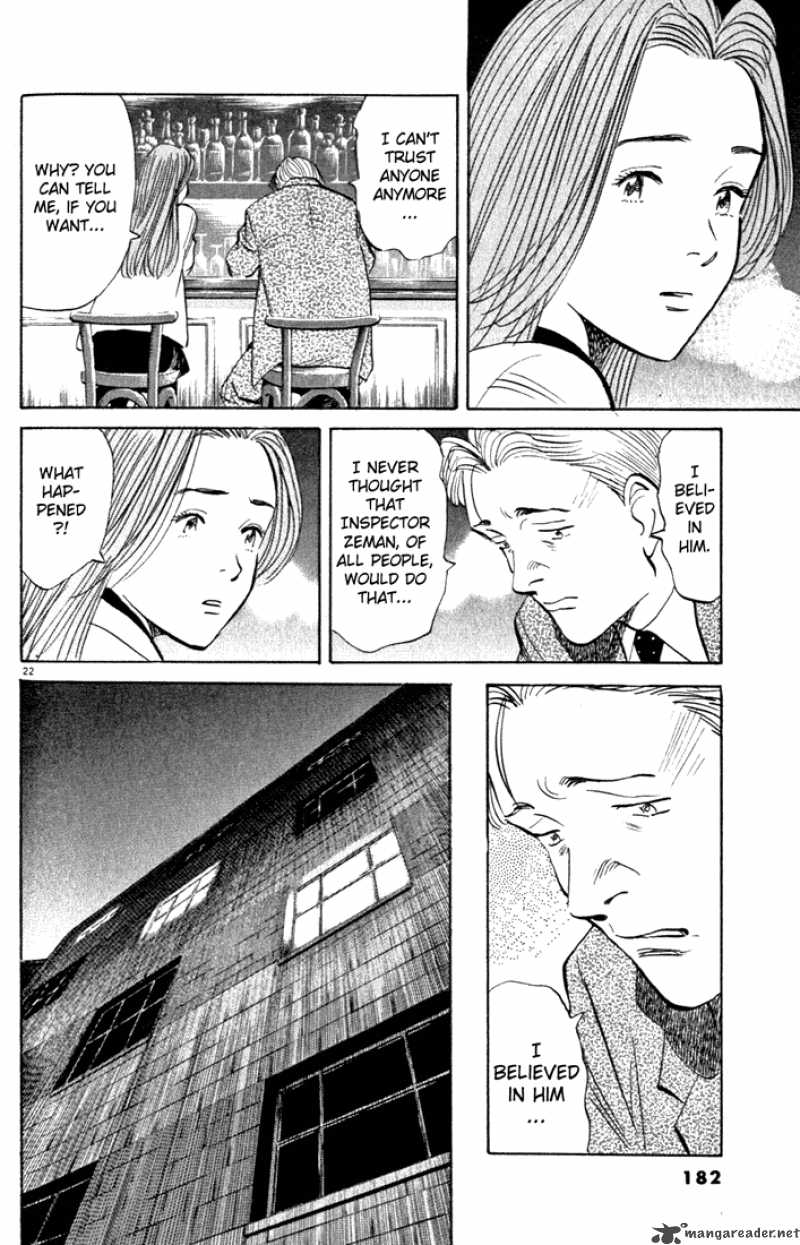 I CAN'T
TRUST
ANYONE
ANYMORE
...
WHY? YOU
CAN TELL
ME, IF YOU
WANT...
I
BELI-
EVED
IN
HIM.
I NEVER
THOUGHT
THAT
INSPECTOR
ZEMAN, OF
ALL PEOPLE,
WOULD DO
THAT...
WHAT
HAP-
PENED
?!
22
I
BELIEVED
IN HIM
...
182
mangareader.net